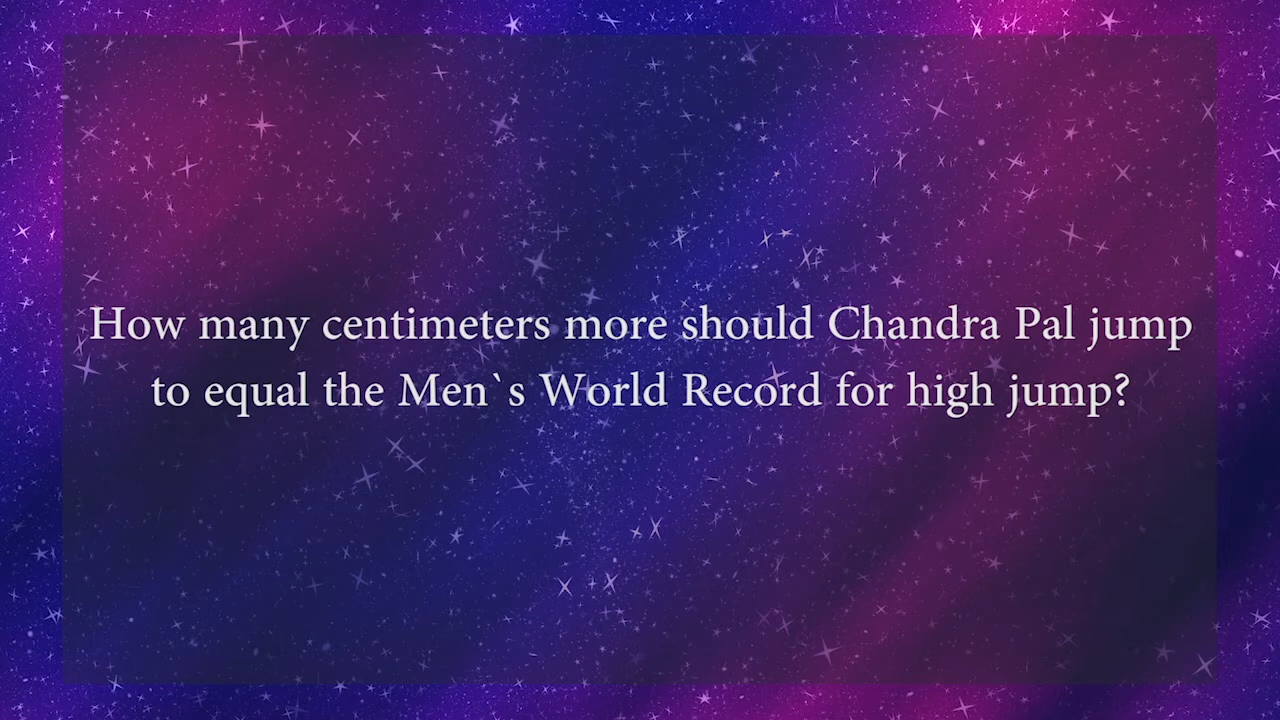 How many centimeters more should Chandra Pal jump
to equal the Men`s World Record for high jump?